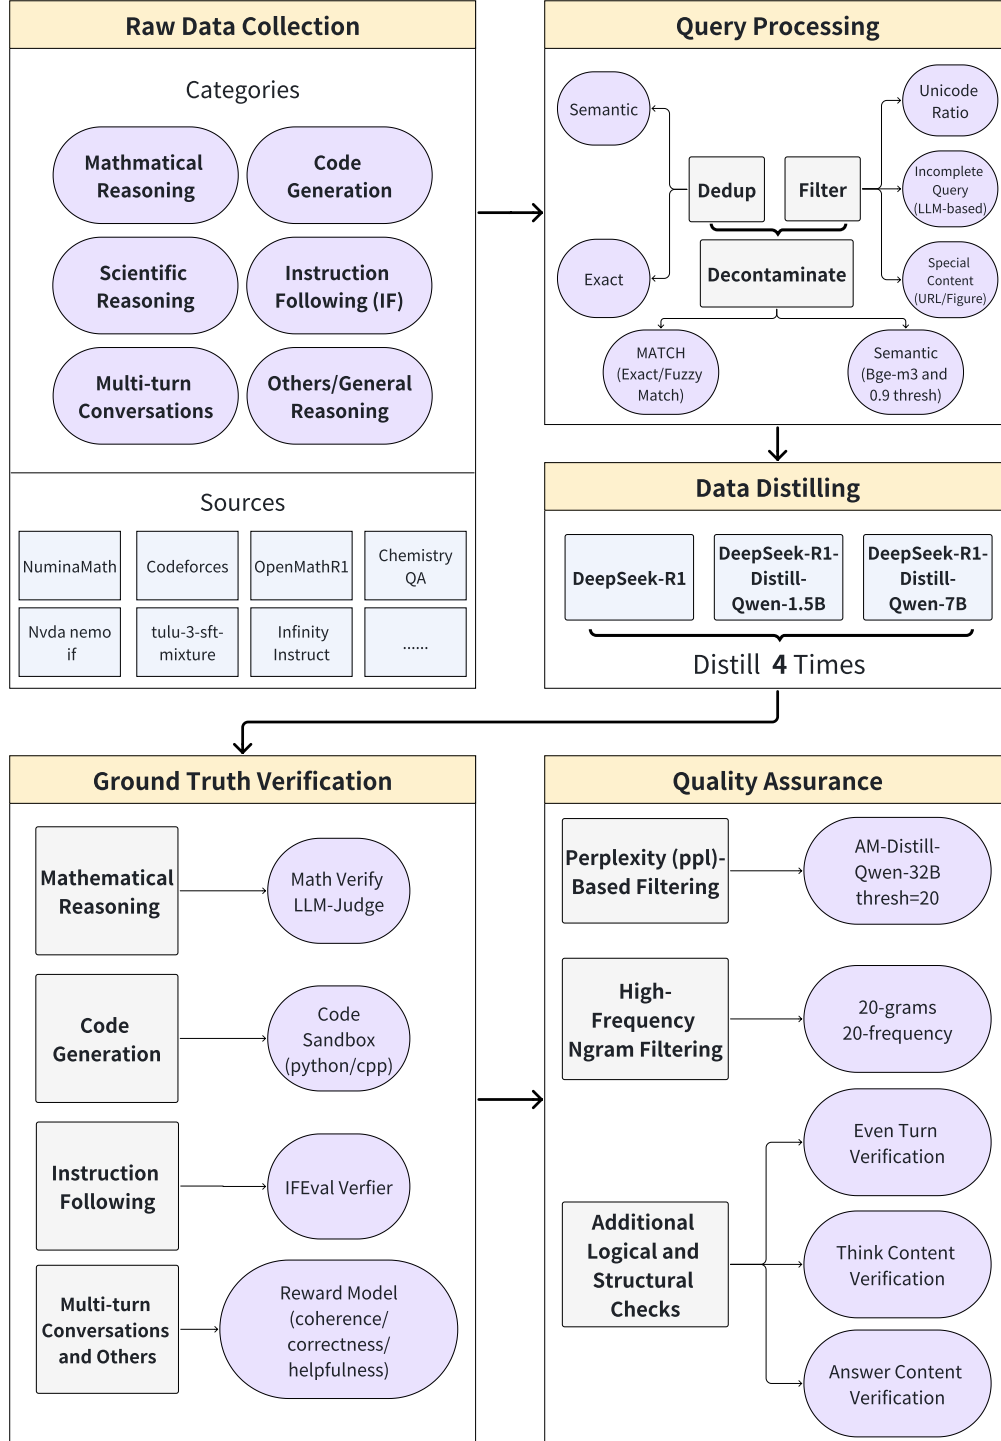 Raw Data Collection
Categories
Mathmatical
Reasoning
Code
Generation
Scientific
Reasoning
Instruction
Following (IF)
Multi-turn
Conversations
Others/General
Reasoning
Sources
NuminaMath
Codeforces
OpenMathR1
Chemistry
QA
Nvda nemo
if
tulu-3-sft-
mixture
Infinity
Instruct
......
Query Processing
Semantic
Exact
Dedup
Filter
Unicode
Ratio
Incomplete
Query
(LLM-based)
Special
Content
(URL/Figure)
Decontaminate
MATCH
(Exact/Fuzzy
Match)
Semantic
(Bge-m3 and
0.9 thresh)
Data Distilling
DeepSeek-R1
DeepSeek-R1-
Distill-
Qwen-1.5B
DeepSeek-R1-
Distill-
Qwen-7B
Distill 4 Times
Ground Truth Verification
Mathematical
Reasoning
Math Verify
LLM-Judge
Code
Generation
Code
Sandbox
(python/cpp)
Instruction
Following
IFEval Verfier
Multi-turn
Conversations
and Others
Reward Model
(coherence/
correctness/
helpfulness)
Quality Assurance
Perplexity (ppl)-
Based Filtering
AM-Distill-
Qwen-32B
thresh=20
High-
Frequency
Ngram Filtering
20-grams
20-frequency
Additional
Logical and
Structural
Checks
Even Turn
Verification
Think Content
Verification
Answer Content
Verification